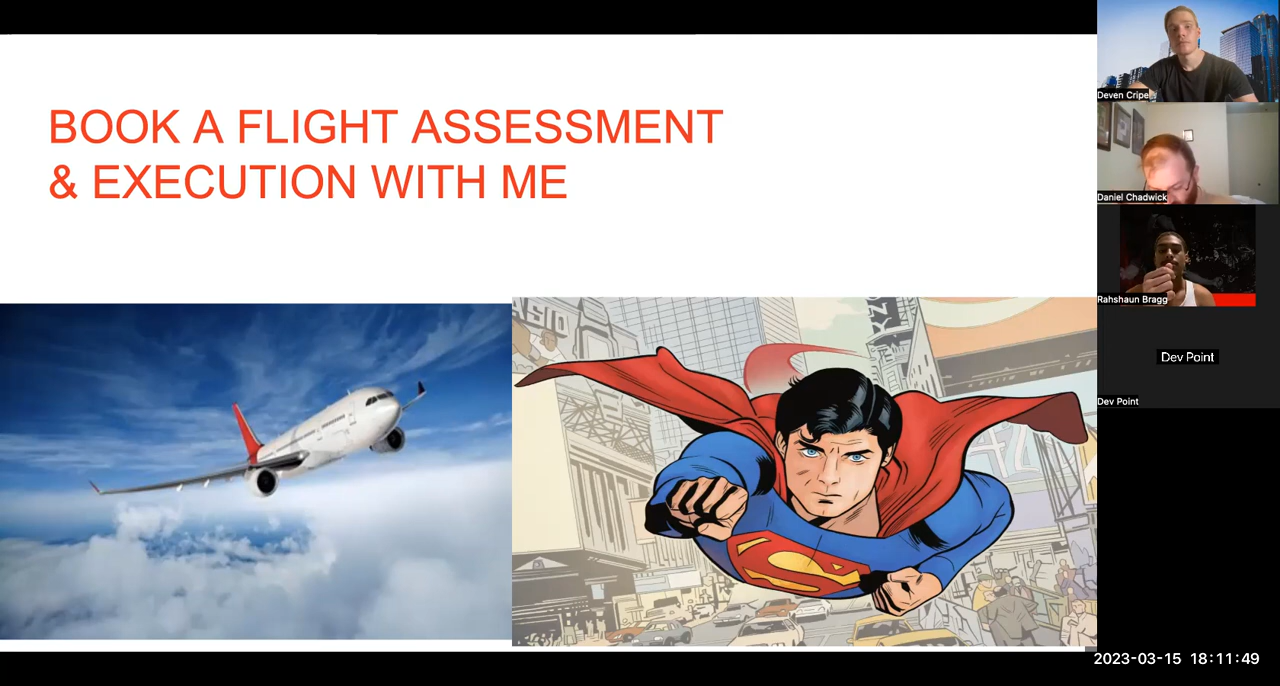 BOOK A FLIGHT ASSESSMENT
& EXECUTION WITH ME
Deven Cripe
Daniel Chadwick
Rahshaun Bragg
Dev Point
Dev Point
2023-03-15 18:11:49